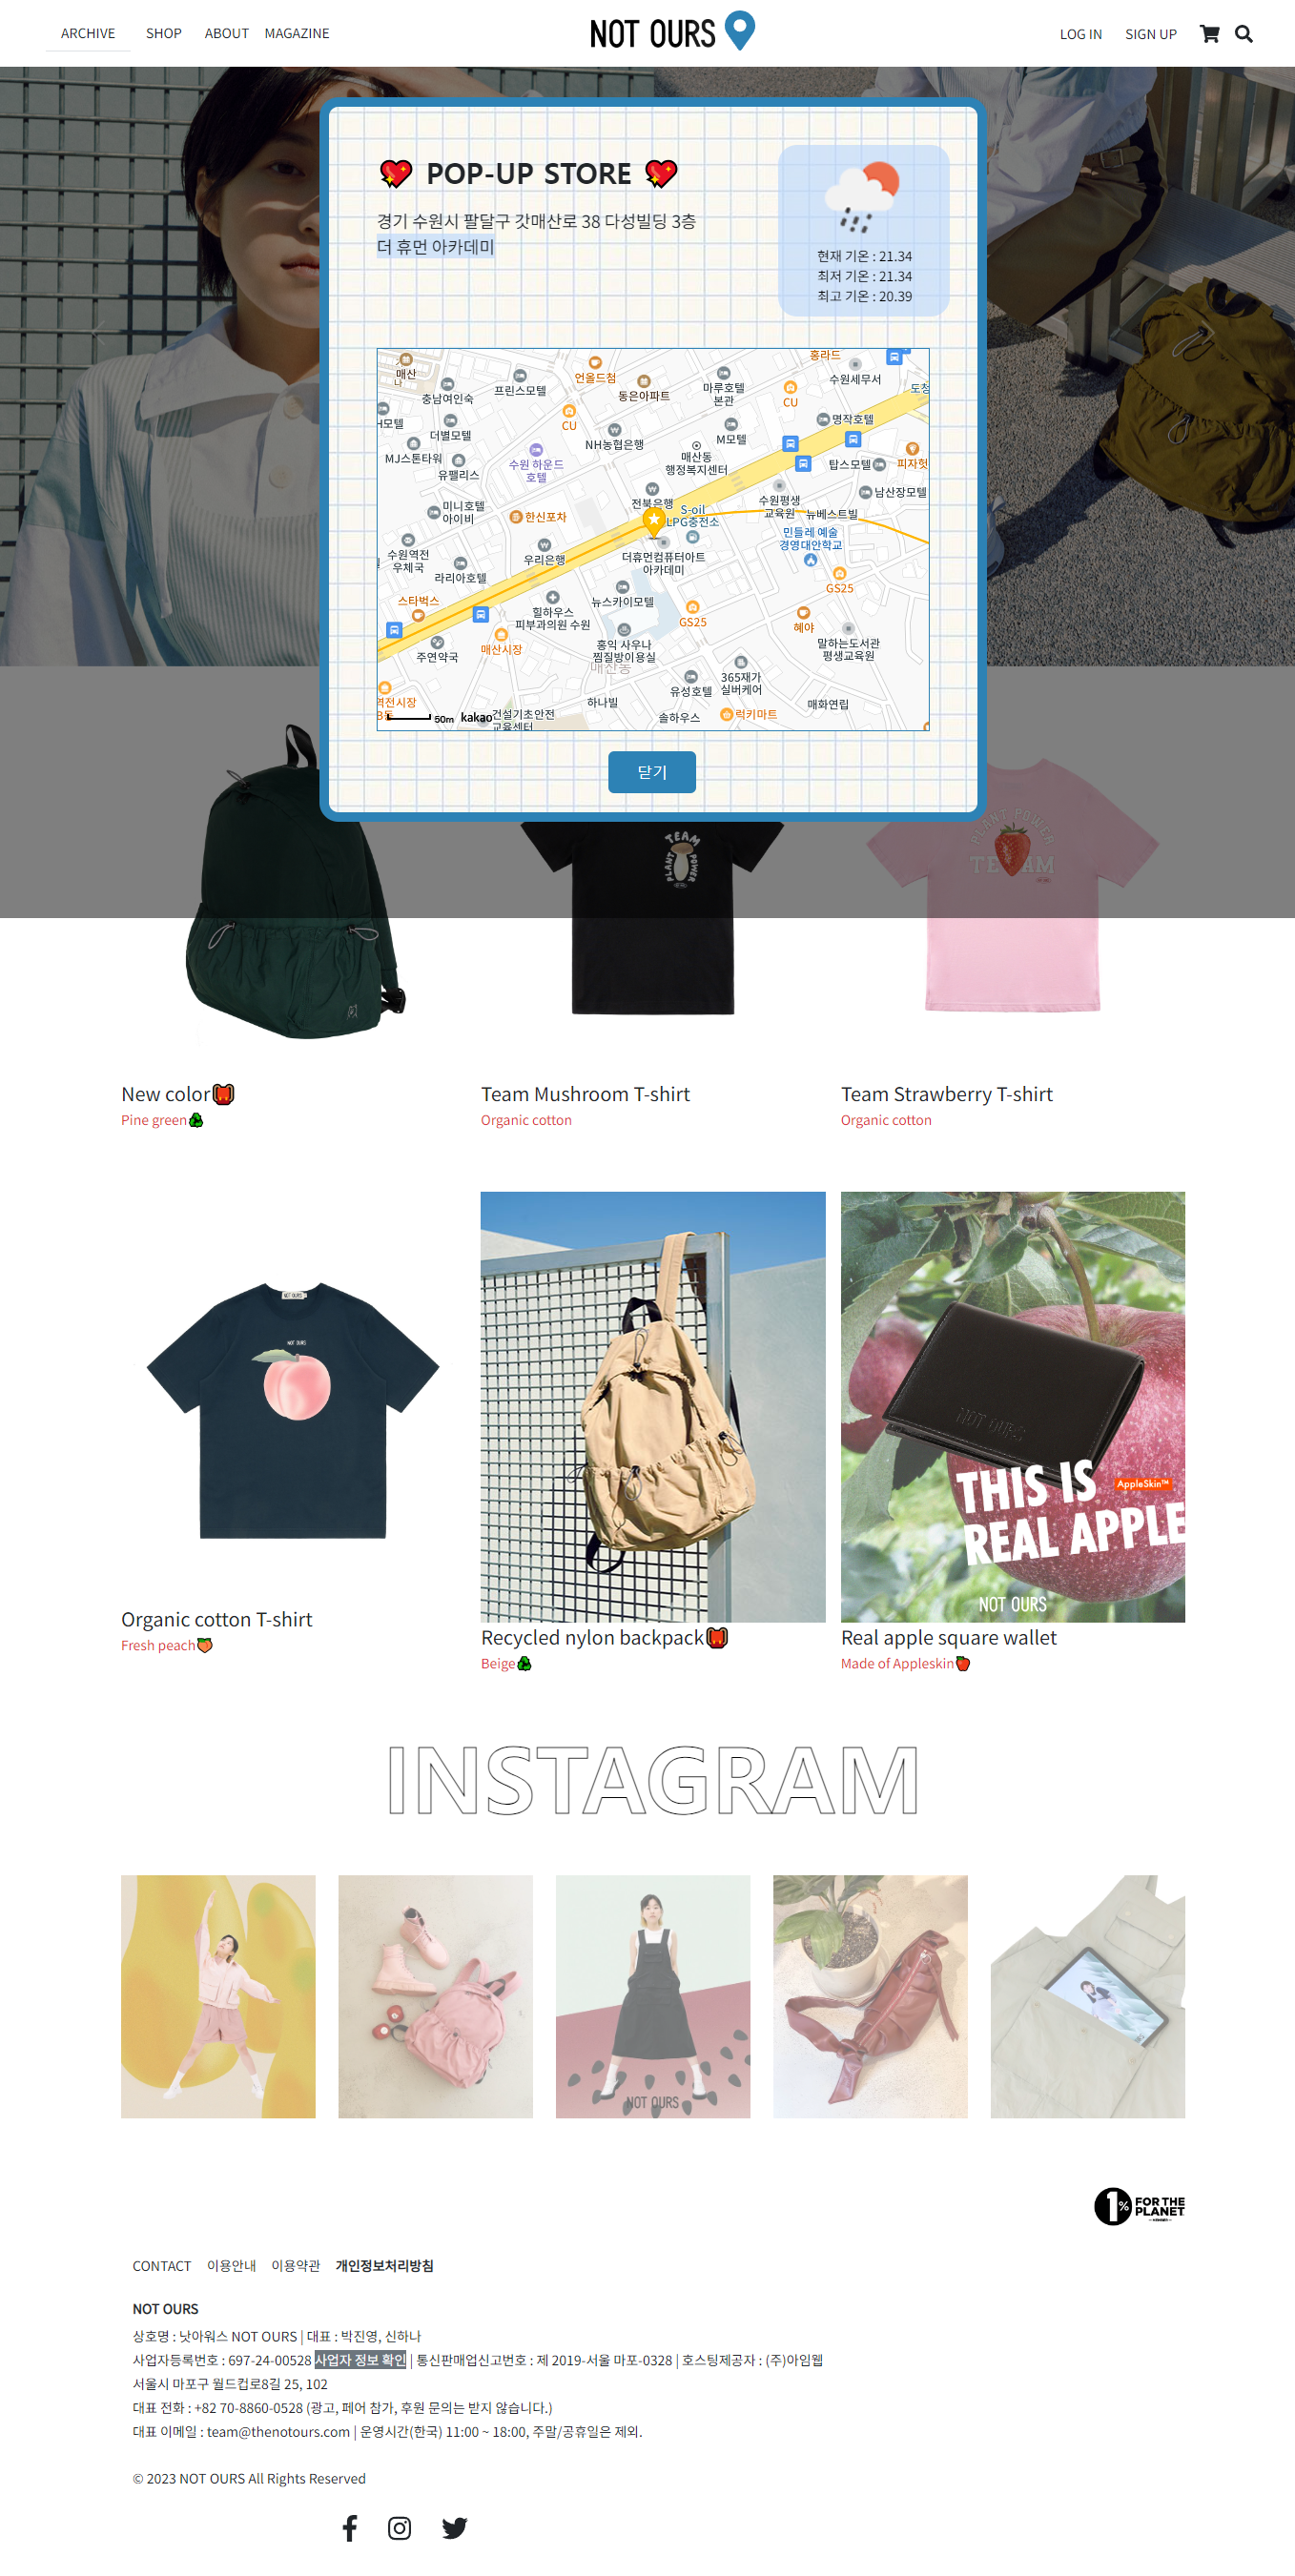 ARCHIVE SHOP ABOUT MAGAZINE
NOT OURS
LOG IN SIGN UP
POP-UP STORE
경기 수원시 팔달구 갓매산로 38 다성빌딩 3층
더 휴먼 아카데미
현재 기온 : 21.34
최저 기온 : 21.34
최고 기온 : 20.39
홍라드
매산
언올드첨
충남여인숙
프린스모텔
동은아파트
마루호텔
본관
수원세무서
CU
도청
CU
H모텔
더별모텔
NH농협은행
M모텔
명작호텔
MJ스톤타워
유팰리스
수원 하운드
호텔
매산동
행정복지센터
탑스모텔
피자헛
미니호텔
아이비
한신포차
전북은행
S-oil
LPG충전소
수원평생
교육원
남산장모텔
뉴베스트빌
수원역전
우체국
라리아호텔
우리은행
더휴먼컴퓨터아트
아카데미
민들레 예술
경영대안학교
GS25
스타벅스
힐하우스
피부과의원 수원
뉴스카이모텔
GS25
혜야
주연약국
매산시장
홍익 사우나
찜질방이용실
매산동
말하는도서관
평생교육원
유성호텔
365재가
실버케어
역전시장
하나빌
매화연립
50m kakao
건설기초안전
교육센터
솔하우스
럭키마트
닫기
TEAM
PLANT
POWER
PLANT POWER
TEAM
New color
Pine green
Team Mushroom T-shirt
Organic cotton
Team Strawberry T-shirt
Organic cotton
NOT OURS
NOT OURS
NOT OURS
THIS IS
AppleSkin™
REAL APPLE
NOT OURS
Organic cotton T-shirt
Fresh peach
Recycled nylon backpack
Beige
Real apple square wallet
Made of Appleskin
INSTAGRAM
NOT OURS
1% FOR THE
PLANET
CONTACT 이용안내 이용약관 개인정보처리방침
NOT OURS
상호명 : 낫아워스 NOT OURS | 대표 : 박진영, 신하나
사업자등록번호 : 697-24-00528 사업자 정보 확인 | 통신판매업신고번호 : 제 2019-서울 마포-0328 | 호스팅제공자 : (주)아임웹
서울시 마포구 월드컵로8길 25, 102
대표 전화 : +82 70-8860-0528 (광고, 페어 참가, 후원 문의는 받지 않습니다.)
대표 이메일 : team@thenotours.com | 운영시간(한국) 11:00 ~ 18:00, 주말/공휴일은 제외.
© 2023 NOT OURS All Rights Reserved